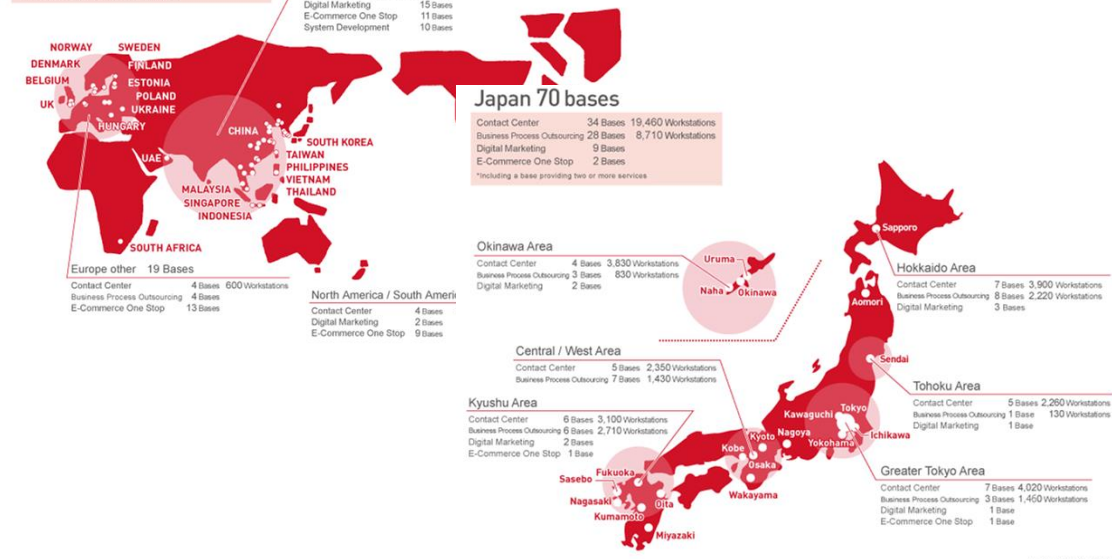 Digital Marketing 15 Bases
E-Commerce One Stop 11 Bases
System Development 10 Bases
NORWAY SWEDEN
DENMARK FINLAND
BELGIUM ESTONIA
POLAND
UK UKRAINE
HUNGARY
CHINA
SOUTH KOREA
UAE TAIWAN
PHILIPPINES
VIETNAM
MALAYSIA THAILAND
SINGAPORE
INDONESIA
SOUTH AFRICA
Europe other 19 Bases
Contact Center 4 Bases 600 Workstations
Business Process Outsourcing 4 Bases
E-Commerce One Stop 13 Bases
North America / South Ameri
Contact Center 4 Bases
Digital Marketing 2 Bases
E-Commerce One Stop 9 Bases
Japan 70 bases
Contact Center 34 Bases 19,460 Workstations
Business Process Outsourcing 28 Bases 8,710 Workstations
Digital Marketing 9 Bases
E-Commerce One Stop 2 Bases
*Including a base providing two or more services
Okinawa Area
Contact Center 4 Bases 3,830 Workstations
Business Process Outsourcing 3 Bases 830 Workstations
Digital Marketing 2 Bases
Uruma
Naha Okinawa
Sapporo
Hokkaido Area
Contact Center 7 Bases 3,900 Workstations
Business Process Outsourcing 8 Bases 2,220 Workstations
Digital Marketing 3 Bases
Aomori
Sendai
Central / West Area
Contact Center 5 Bases 2,350 Workstations
Business Process Outsourcing 7 Bases 1,430 Workstations
Tohoku Area
Contact Center 5 Bases 2,260 Workstations
Business Process Outsourcing 1 Base 130 Workstations
Digital Marketing 1 Base
Kyushu Area
Contact Center 6 Bases 3,100 Workstations
Business Process Outsourcing 6 Bases 2,710 Workstations
Digital Marketing 2 Bases
E-Commerce One Stop 1 Base
Tokyo
Kawaguchi
Ichikawa
Yokohama
Nagoya
Kyoto
Kobe
Osaka
Wakayama
Fukuoka
Sasebo
Nagasaki
Oita
Kumamoto
Miyazaki
Greater Tokyo Area
Contact Center 7 Bases 4,020 Workstations
Business Process Outsourcing 3 Bases 1,460 Workstations
Digital Marketing 1 Base
E-Commerce One Stop 1 Base